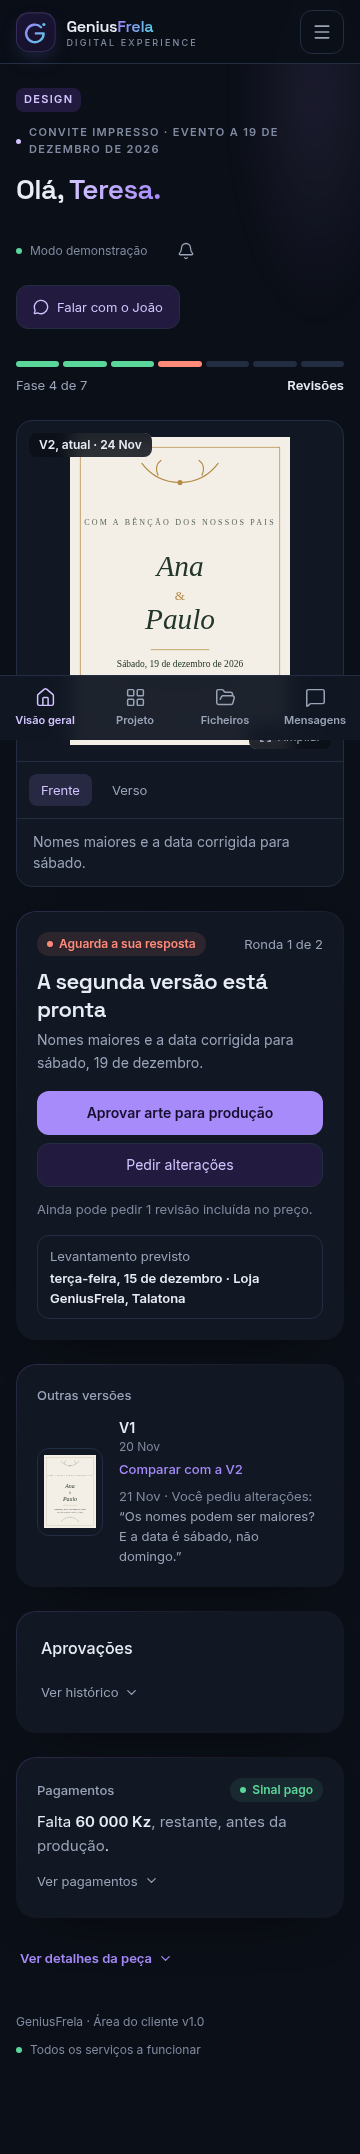 GeniusFrela
DIGITAL EXPERIENCE
DESIGN
CONVITE IMPRESSO · EVENTO A 19 DE
DEZEMBRO DE 2026
Olá, Teresa.
Modo demonstração
Falar com o João
Fase 4 de 7
Revisões
V2, atual · 24 Nov
COM A BÊNÇÃO DOS NOSSOS PAIS
Ana
&
Paulo
Sábado, 19 de dezembro de 2026
Visão geral
Projeto
Ficheiros
Mensagens
Frente
Verso
Nomes maiores e a data corrigida para
sábado.
Aguarda a sua resposta
Ronda 1 de 2
A segunda versão está
pronta
Nomes maiores e a data corrigida para
sábado, 19 de dezembro.
Aprovar arte para produção
Pedir alterações
Ainda pode pedir 1 revisão incluída no preço.
Levantamento previsto
terça-feira, 15 de dezembro · Loja
GeniusFrela, Talatona
Outras versões
V1
20 Nov
Comparar com a V2
21 Nov · Você pediu alterações:
“Os nomes podem ser maiores?
E a data é sábado, não
domingo.”
Ana
Paulo
Aprovações
Ver histórico
Pagamentos
Sinal pago
Falta 60 000 Kz, restante, antes da
produção.
Ver pagamentos
Ver detalhes da peça
GeniusFrela · Área do cliente v1.0
Todos os serviços a funcionar